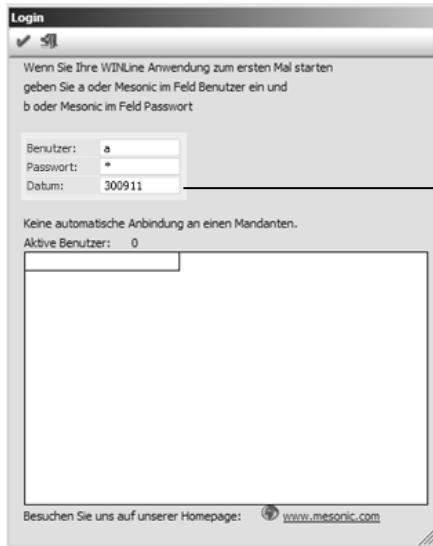 Login
Wenn Sie Ihre WINLine Anwendung zum ersten Mal starten
geben Sie a oder Mesonic im Feld Benutzer ein und
b oder Mesonic im Feld Passwort
Benutzer: a
Passwort: *
Datum: 300911
Keine automatische Anbindung an einen Mandanten.
Aktive Benutzer: 0
Besuchen Sie uns auf unserer Homepage: www.mesonic.com